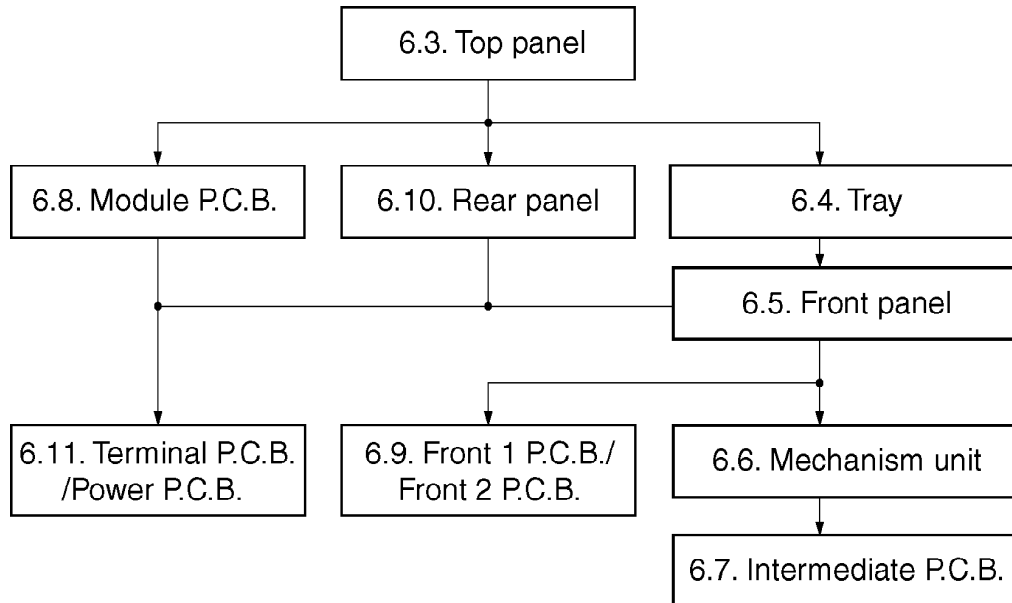 6.3. Top panel
6.8. Module P.C.B.
6.10. Rear panel
6.4. Tray
6.5. Front panel
6.11. Terminal P.C.B.
/Power P.C.B.
6.9. Front 1 P.C.B./
Front 2 P.C.B.
6.6. Mechanism unit
6.7. Intermediate P.C.B.